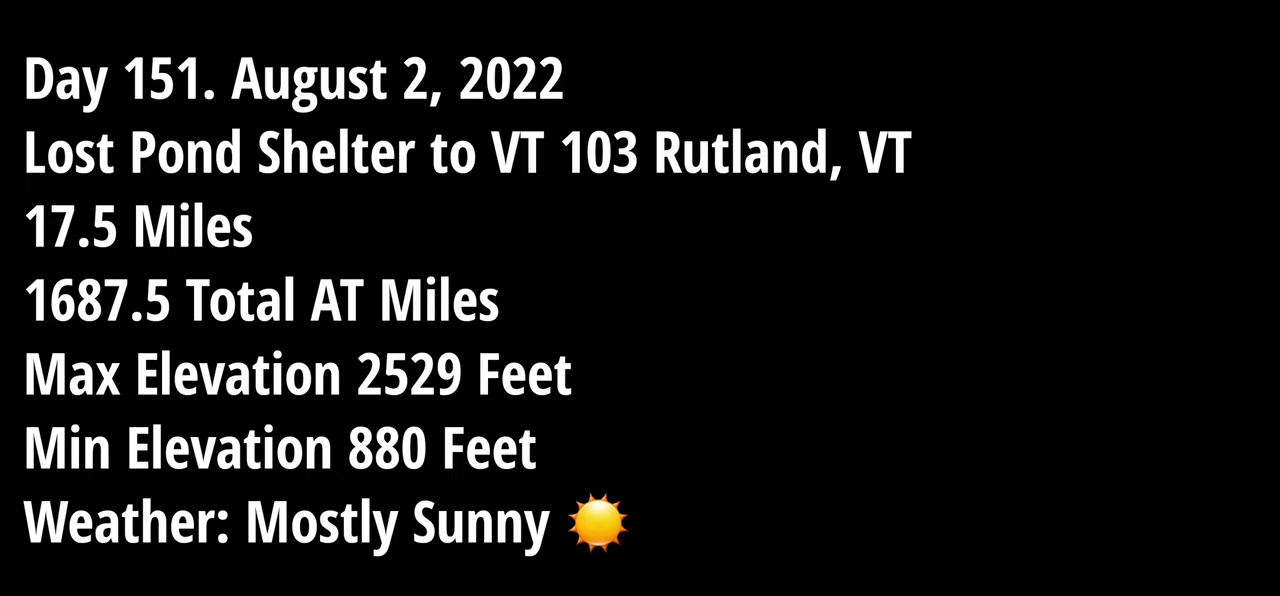 Day 151. August 2, 2022
Lost Pond Shelter to VT 103 Rutland, VT
17.5 Miles
1687.5 Total AT Miles
Max Elevation 2529 Feet
Min Elevation 880 Feet
Weather: Mostly Sunny ☀️